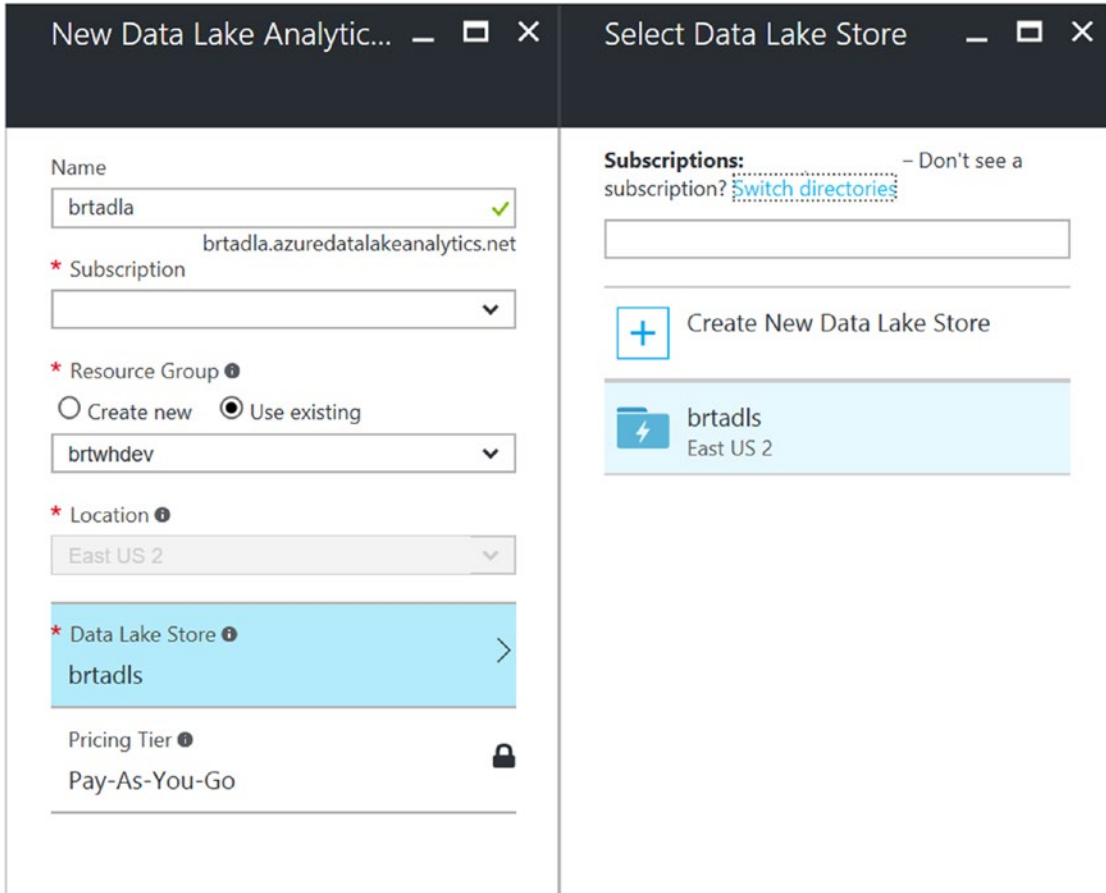 New Data Lake Analytic...
Name
brtadla
brtadla.azuredatalakeanalytics.net
* Subscription
* Resource Group
Create new Use existing
brtwhdev
* Location
East US 2
* Data Lake Store
brtadls
Pricing Tier
Pay-As-You-Go
Select Data Lake Store
Subscriptions: – Don't see a
subscription? Switch directories
Create New Data Lake Store
brtadls
East US 2